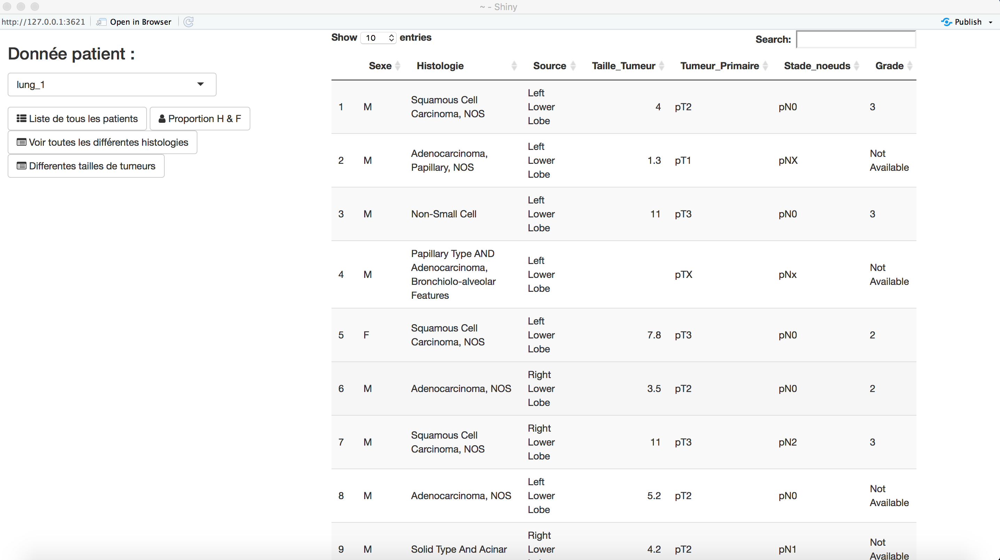 ~ - Shiny
http://127.0.0.1:3621 Open in Browser Publish
Show 10 entries Search:
Donnée patient :
lung_1
Liste de tous les patients Proportion H & F
Voir toutes les différentes histologies
Differentes tailles de tumeurs
Sexe Histologie Source Taille_Tumeur Tumeur_Primaire Stade_noeuds Grade
1 M Squamous Cell Carcinoma, NOS Left Lower Lobe 4 pT2 pN0 3
2 M Adenocarcinoma, Papillary, NOS Left Lower Lobe 1.3 pT1 pNX Not Available
3 M Non-Small Cell Left Lower Lobe 11 pT3 pN0 3
4 M Papillary Type AND Adenocarcinoma, Bronchiolo-alveolar Features Left Lower Lobe pTX pNx Not Available
5 F Squamous Cell Carcinoma, NOS Left Lower Lobe 7.8 pT3 pN0 2
6 M Adenocarcinoma, NOS Right Lower Lobe 3.5 pT2 pN0 2
7 M Squamous Cell Carcinoma, NOS Right Lower Lobe 11 pT3 pN2 3
8 M Adenocarcinoma, NOS Left Lower Lobe 5.2 pT2 pN0 Not Available
9 M Solid Type And Acinar Right Lower 4.2 pT2 pN1 Not Available